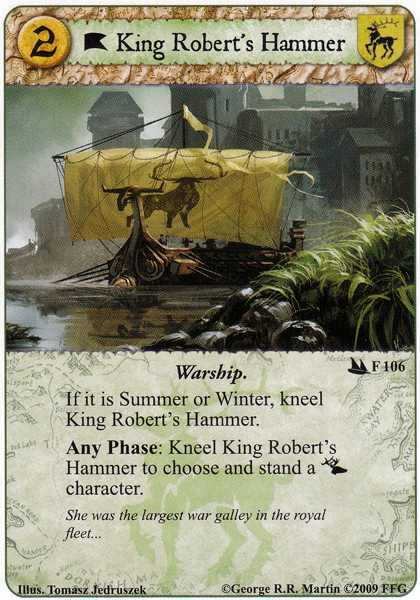 2 King Robert's Hammer
F106
Warship.
If it is Summer or Winter, kneel
King Robert's Hammer.
Any Phase: Kneel King Robert's
Hammer to choose and stand a
character.
She was the largest war galley in the royal
fleet...
Illus. Tomasz Jedruszek ©George R.R. Martin ©2009 FFG